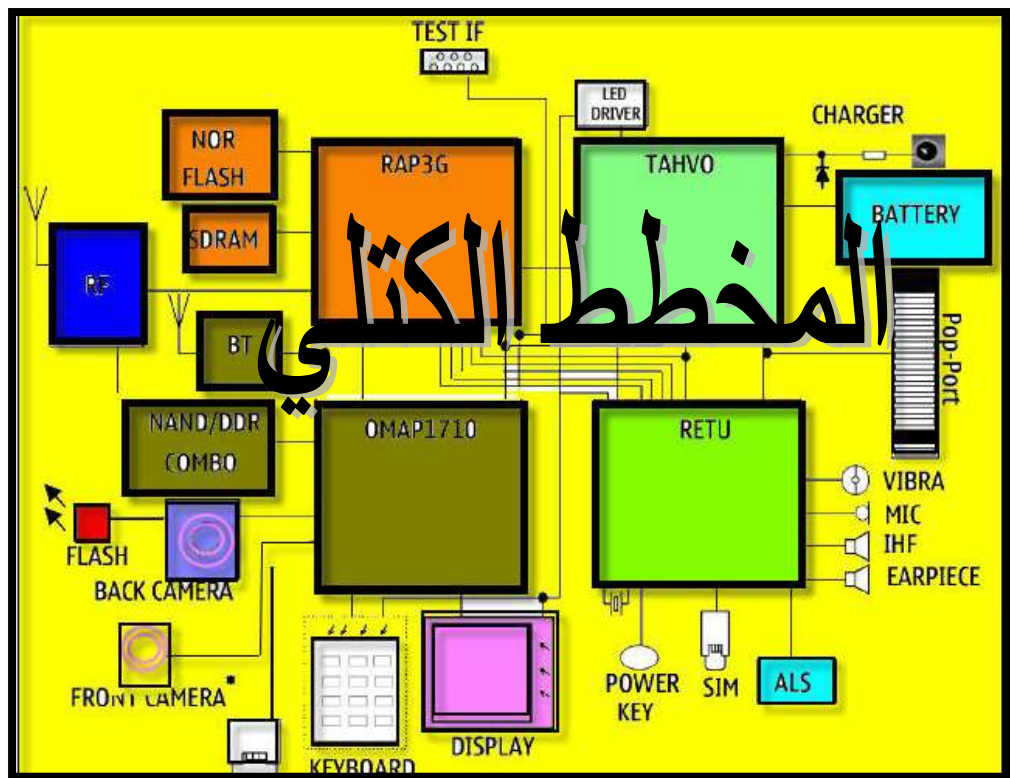 TEST IF
LED
DRIVER
CHARGER
NOR
FLASH
RAP3G
TAHVO
BATTERY
SDRAM
RF
BT
المخطط الكتلي
Pop-Port
NAND/DDR
COMBO
OMAP1710
RETU
VIBRA
MIC
IHF
EARPIECE
FLASH
BACK CAMERA
FRONT CAMERA *
POWER
KEY
SIM
ALS
DISPLAY
KEYBOARD